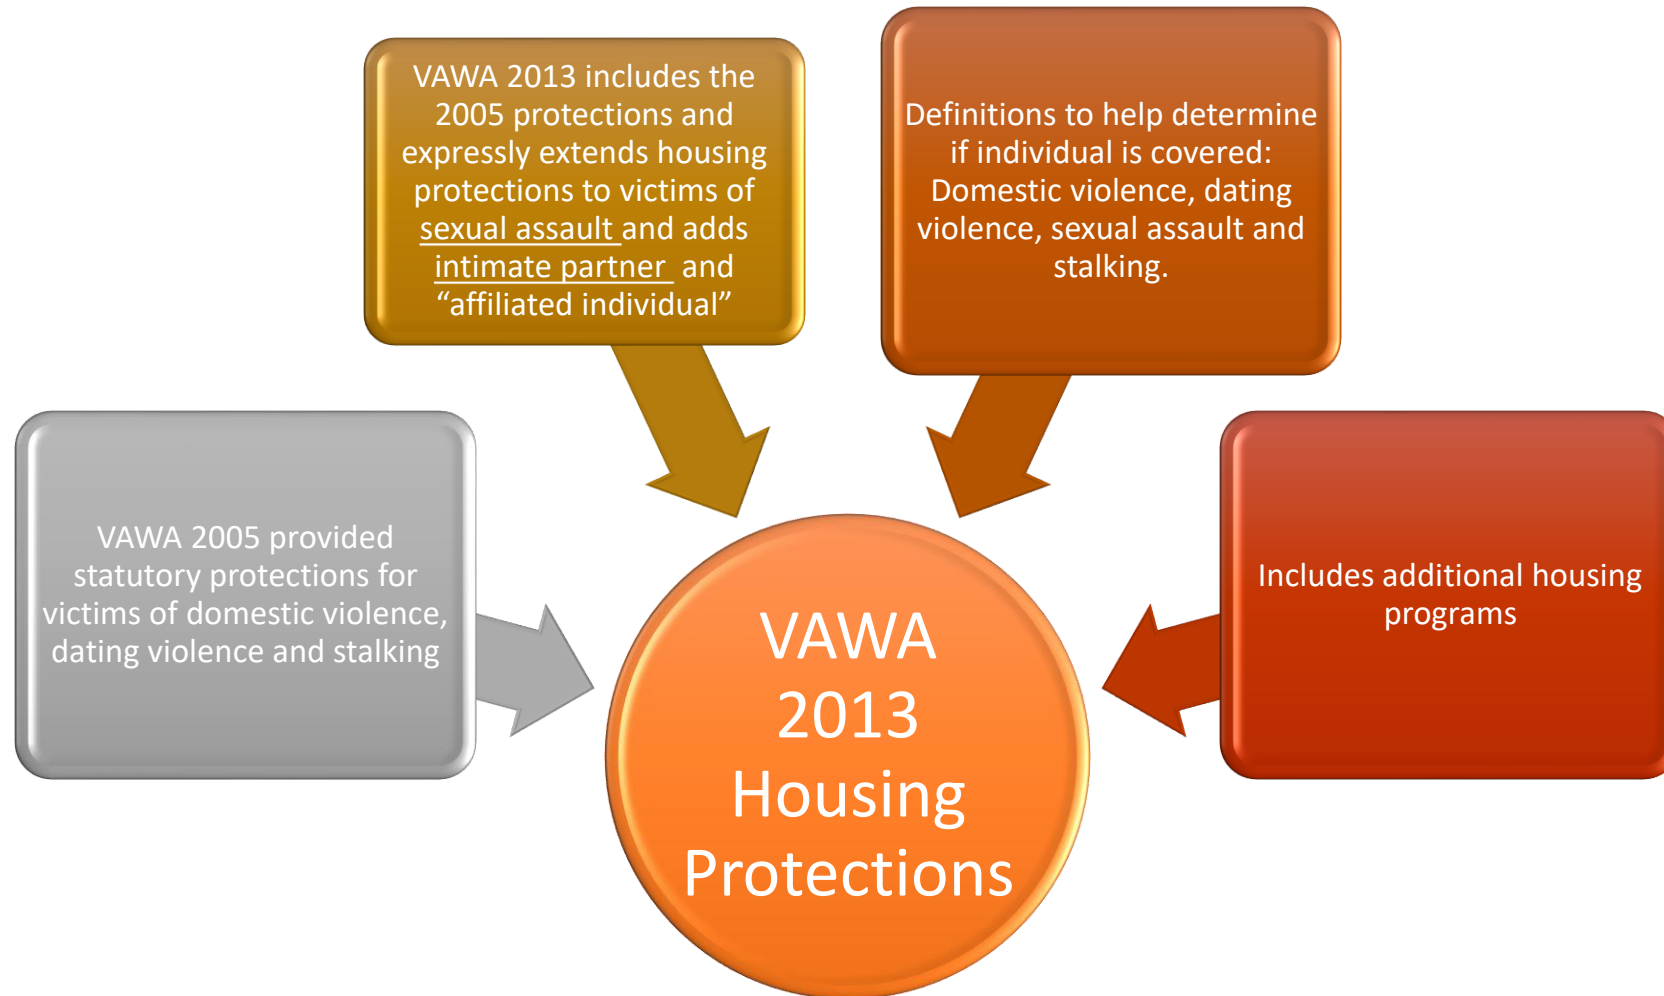 VAWA 2005 provided
statutory protections for
victims of domestic violence,
dating violence and stalking
VAWA 2013 includes the
2005 protections and
expressly extends housing
protections to victims of
sexual assault and adds
intimate partner and
“affiliated individual”
Definitions to help determine
if individual is covered:
Domestic violence, dating
violence, sexual assault and
stalking.
Includes additional housing
programs
VAWA
2013
Housing
Protections